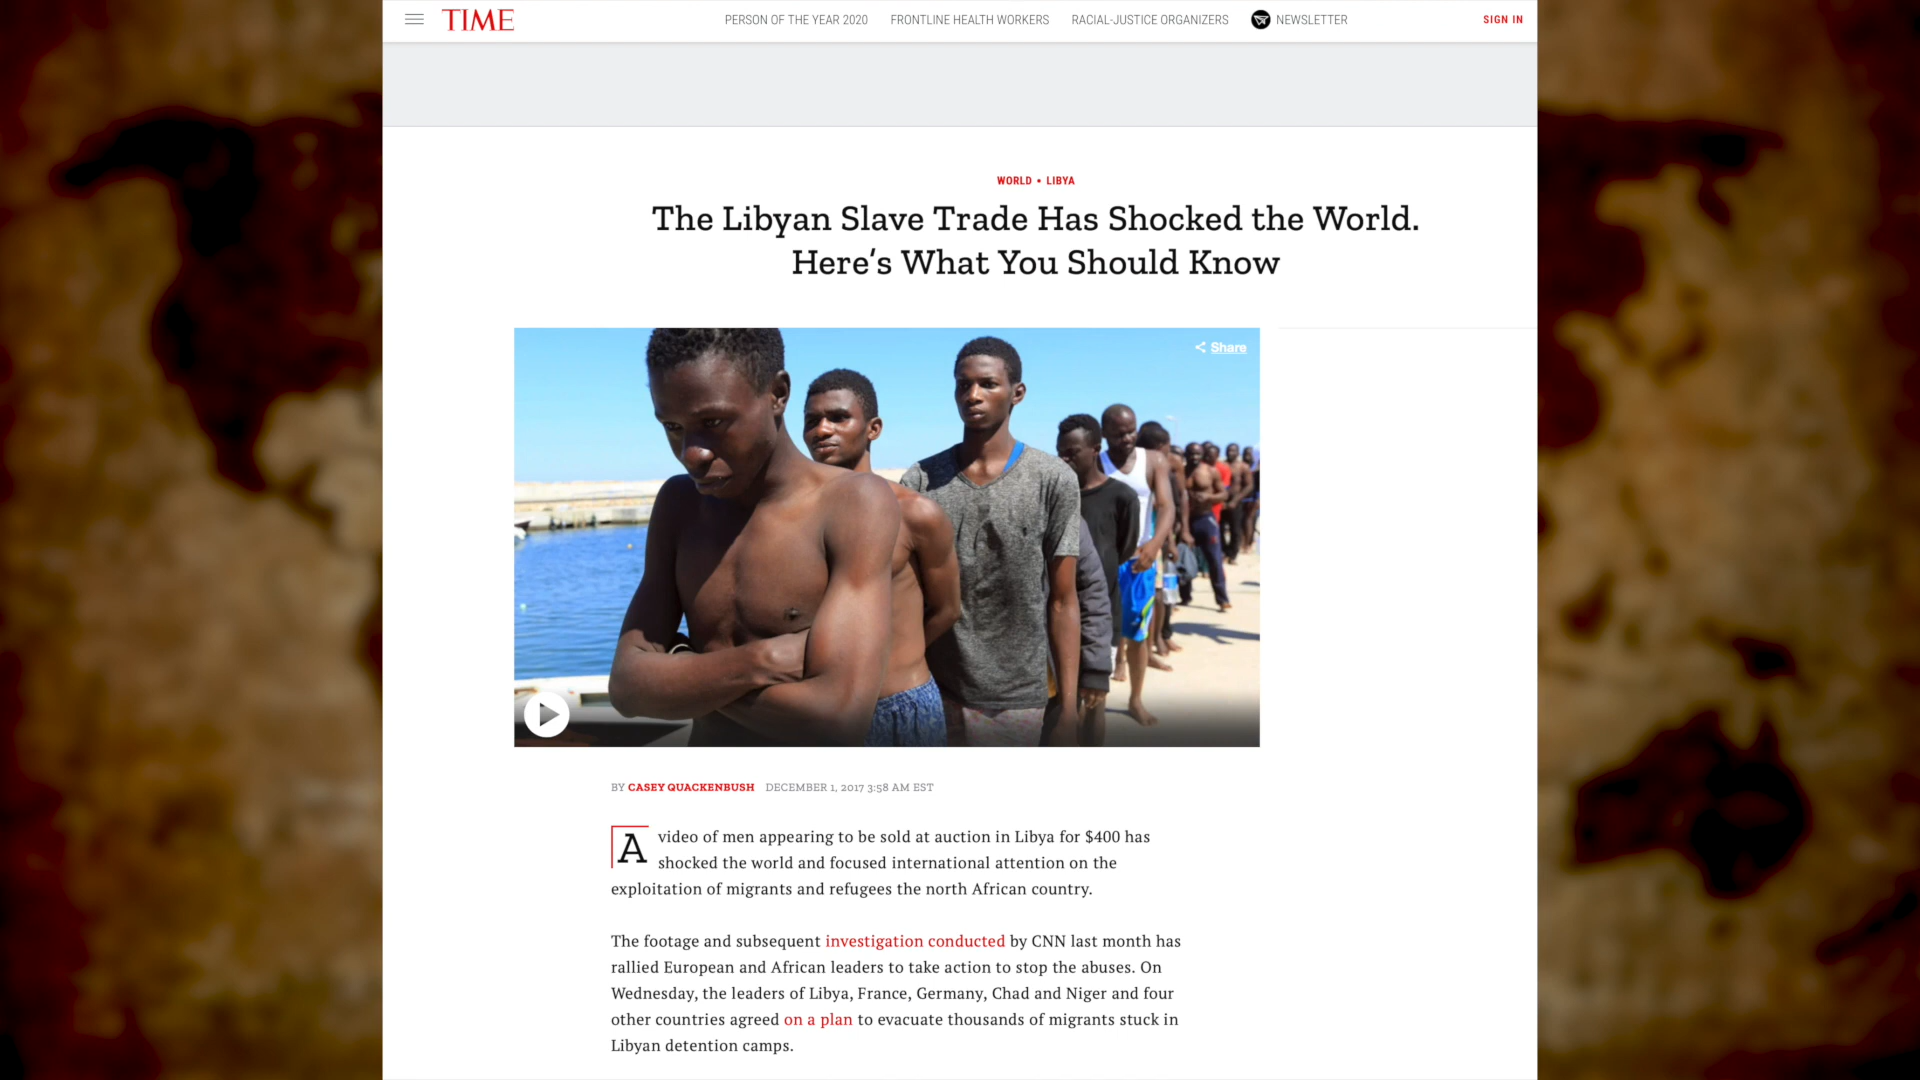 TIME
PERSON OF THE YEAR 2020 FRONTLINE HEALTH WORKERS RACIAL-JUSTICE ORGANIZERS NEWSLETTER SIGN IN
WORLD • LIBYA
The Libyan Slave Trade Has Shocked the World.
Here's What You Should Know
Share
BY CASEY QUACKENBUSH DECEMBER 1, 2017 3:58 AM EST
A video of men appearing to be sold at auction in Libya for $400 has
shocked the world and focused international attention on the
exploitation of migrants and refugees the north African country.
The footage and subsequent investigation conducted by CNN last month has
rallied European and African leaders to take action to stop the abuses. On
Wednesday, the leaders of Libya, France, Germany, Chad and Niger and four
other countries agreed on a plan to evacuate thousands of migrants stuck in
Libyan detention camps.